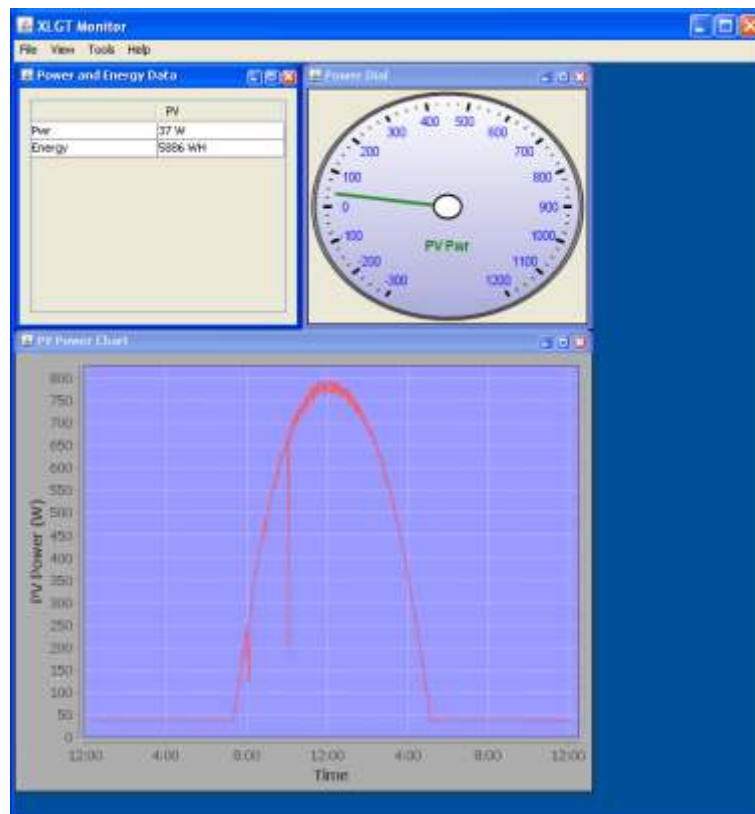 XLGT Monitor
File View Tools Help
Power and Energy Data
PV
Pwr 37 W
Energy 5886 WH
Power Dial
400 500
300 600
200 700
100 800
0 900
-100 1000
-200 1100
-300 1200
PV Pwr
PV Power Chart
800
750
700
650
600
550
500
450
400
350
300
250
200
150
100
50
0
PV Power (W)
12:00 4:00 8:00 12:00 4:00 8:00 12:00
Time